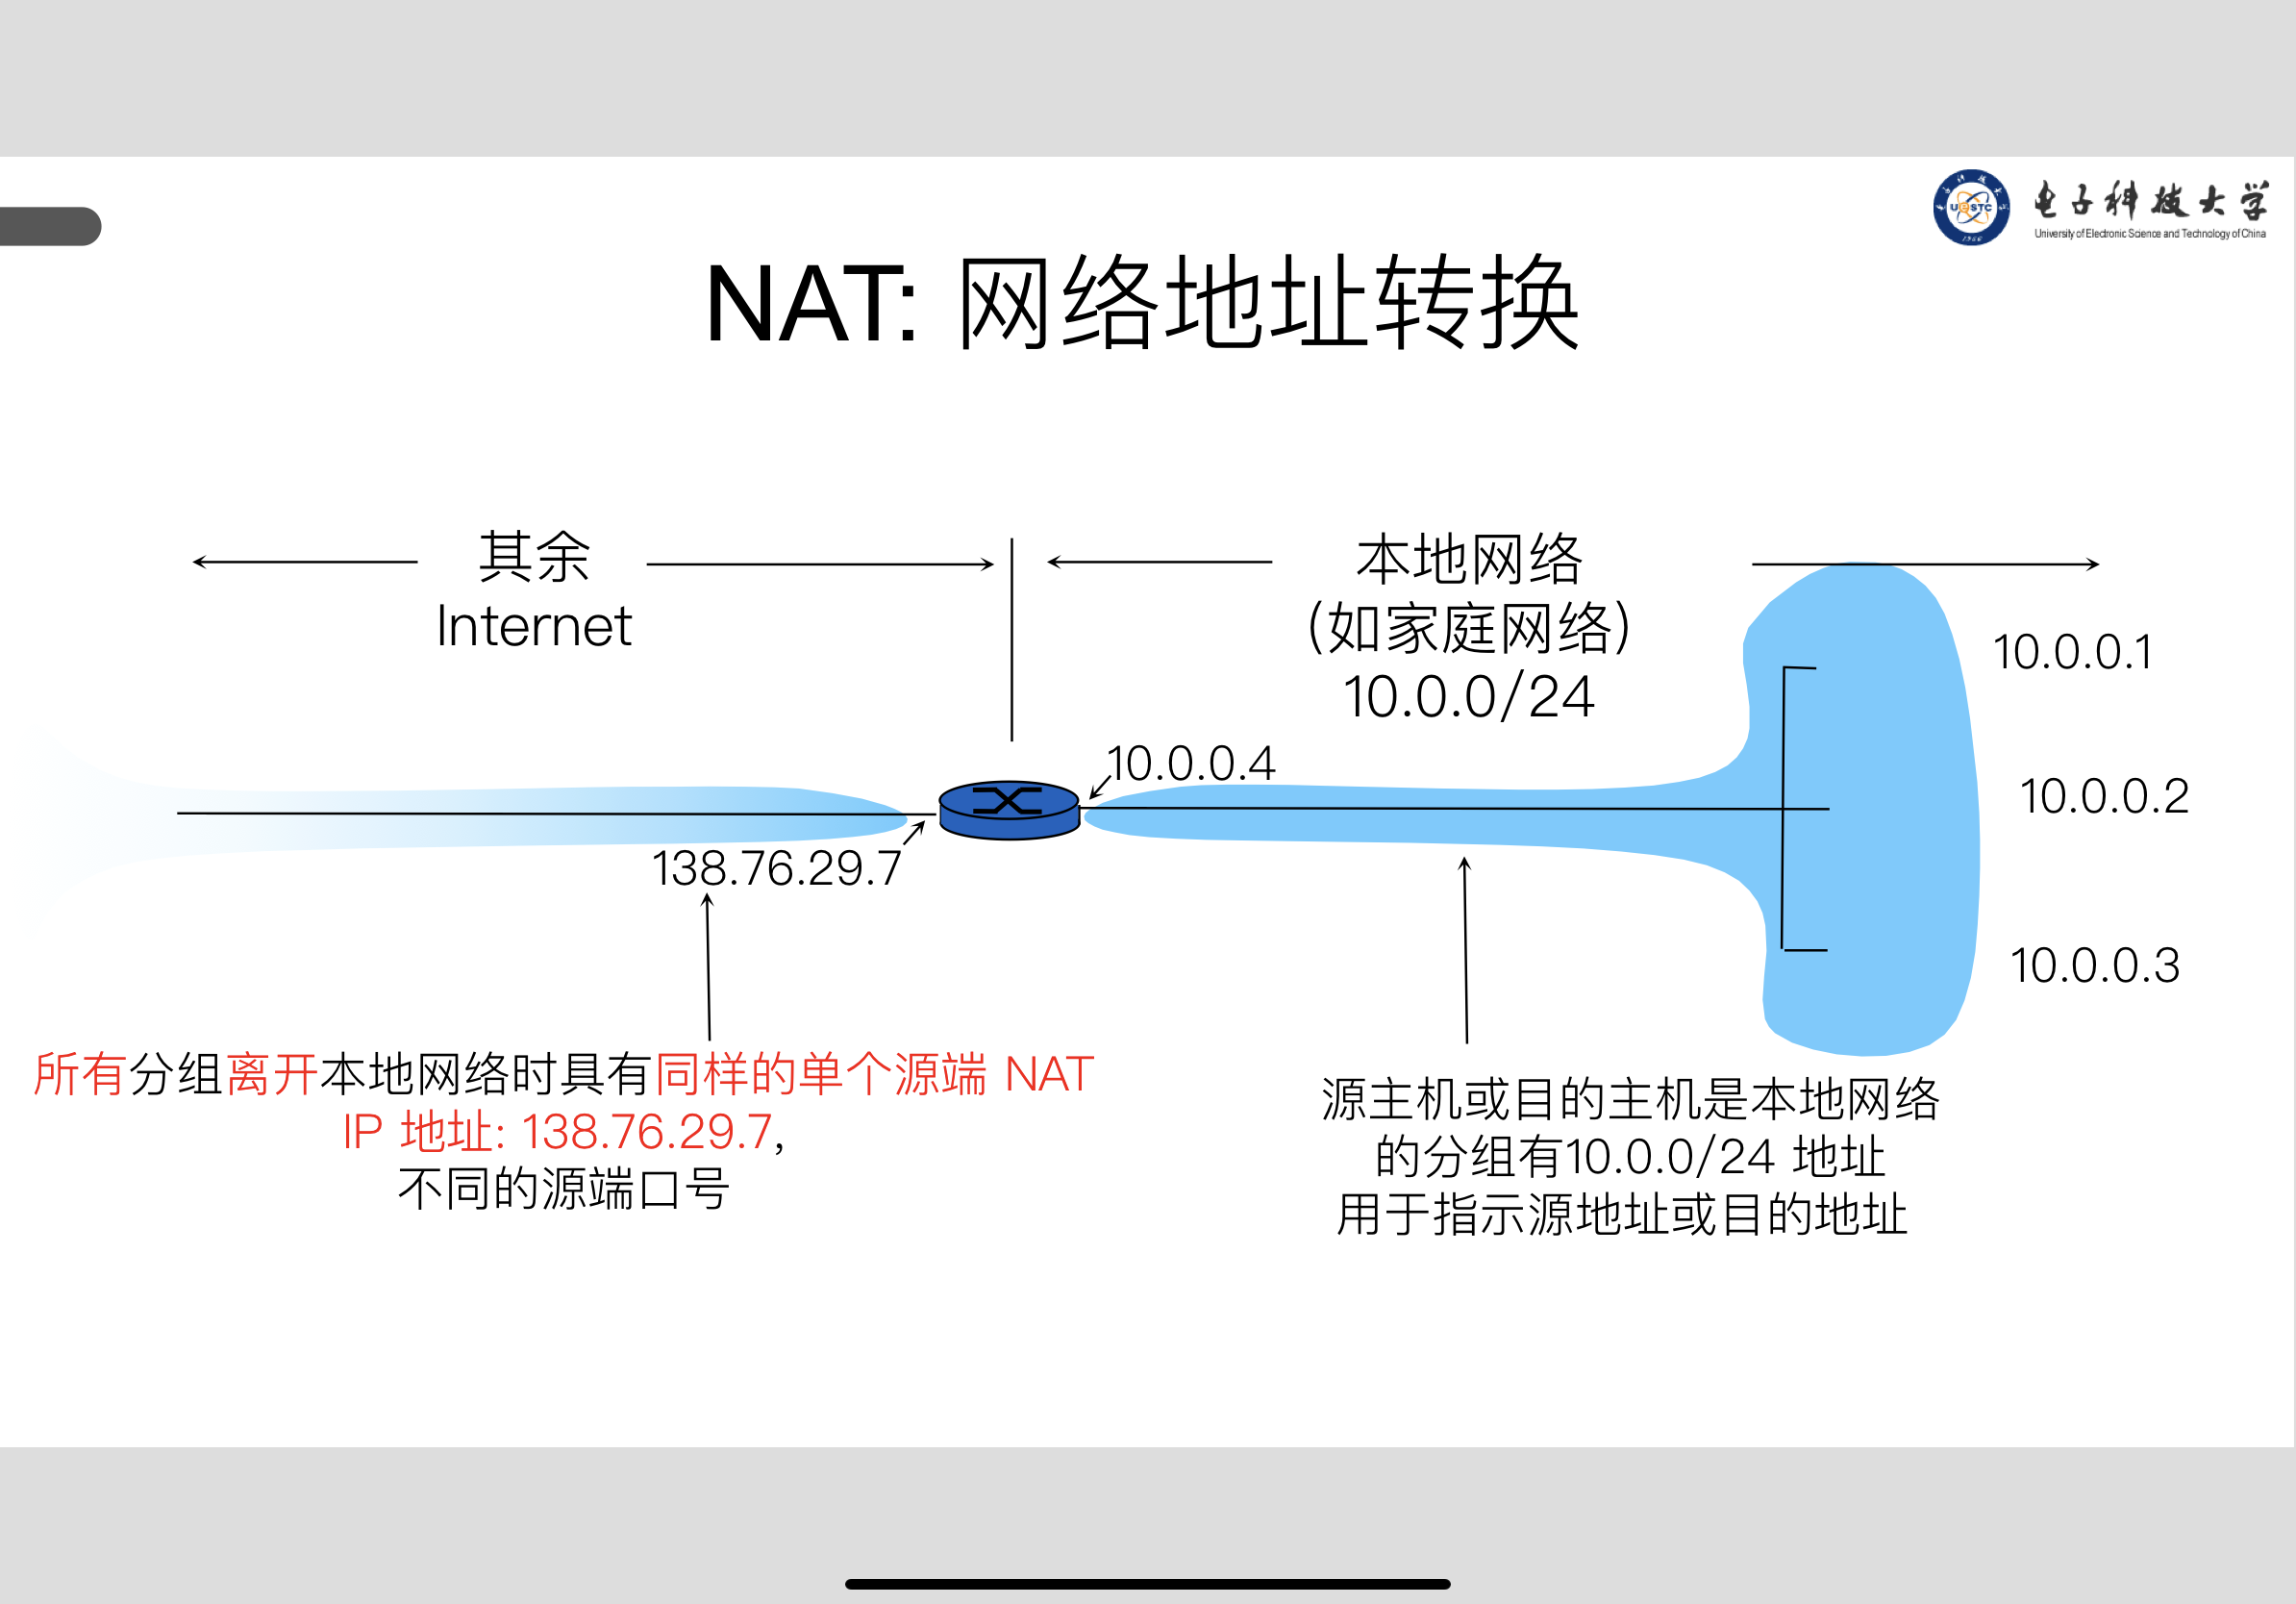 电子科技大学
University of Electronic Science and Technology of China
UESTC
1956
NAT: 网络地址转换
其余
Internet
本地网络
(如家庭网络)
10.0.0/24
10.0.0.1
10.0.0.4
10.0.0.2
138.76.29.7
10.0.0.3
所有分组离开本地网络时具有同样的单个源端 NAT
IP 地址: 138.76.29.7,
不同的源端口号
源主机或目的主机是本地网络
的分组有10.0.0/24 地址
用于指示源地址或目的地址